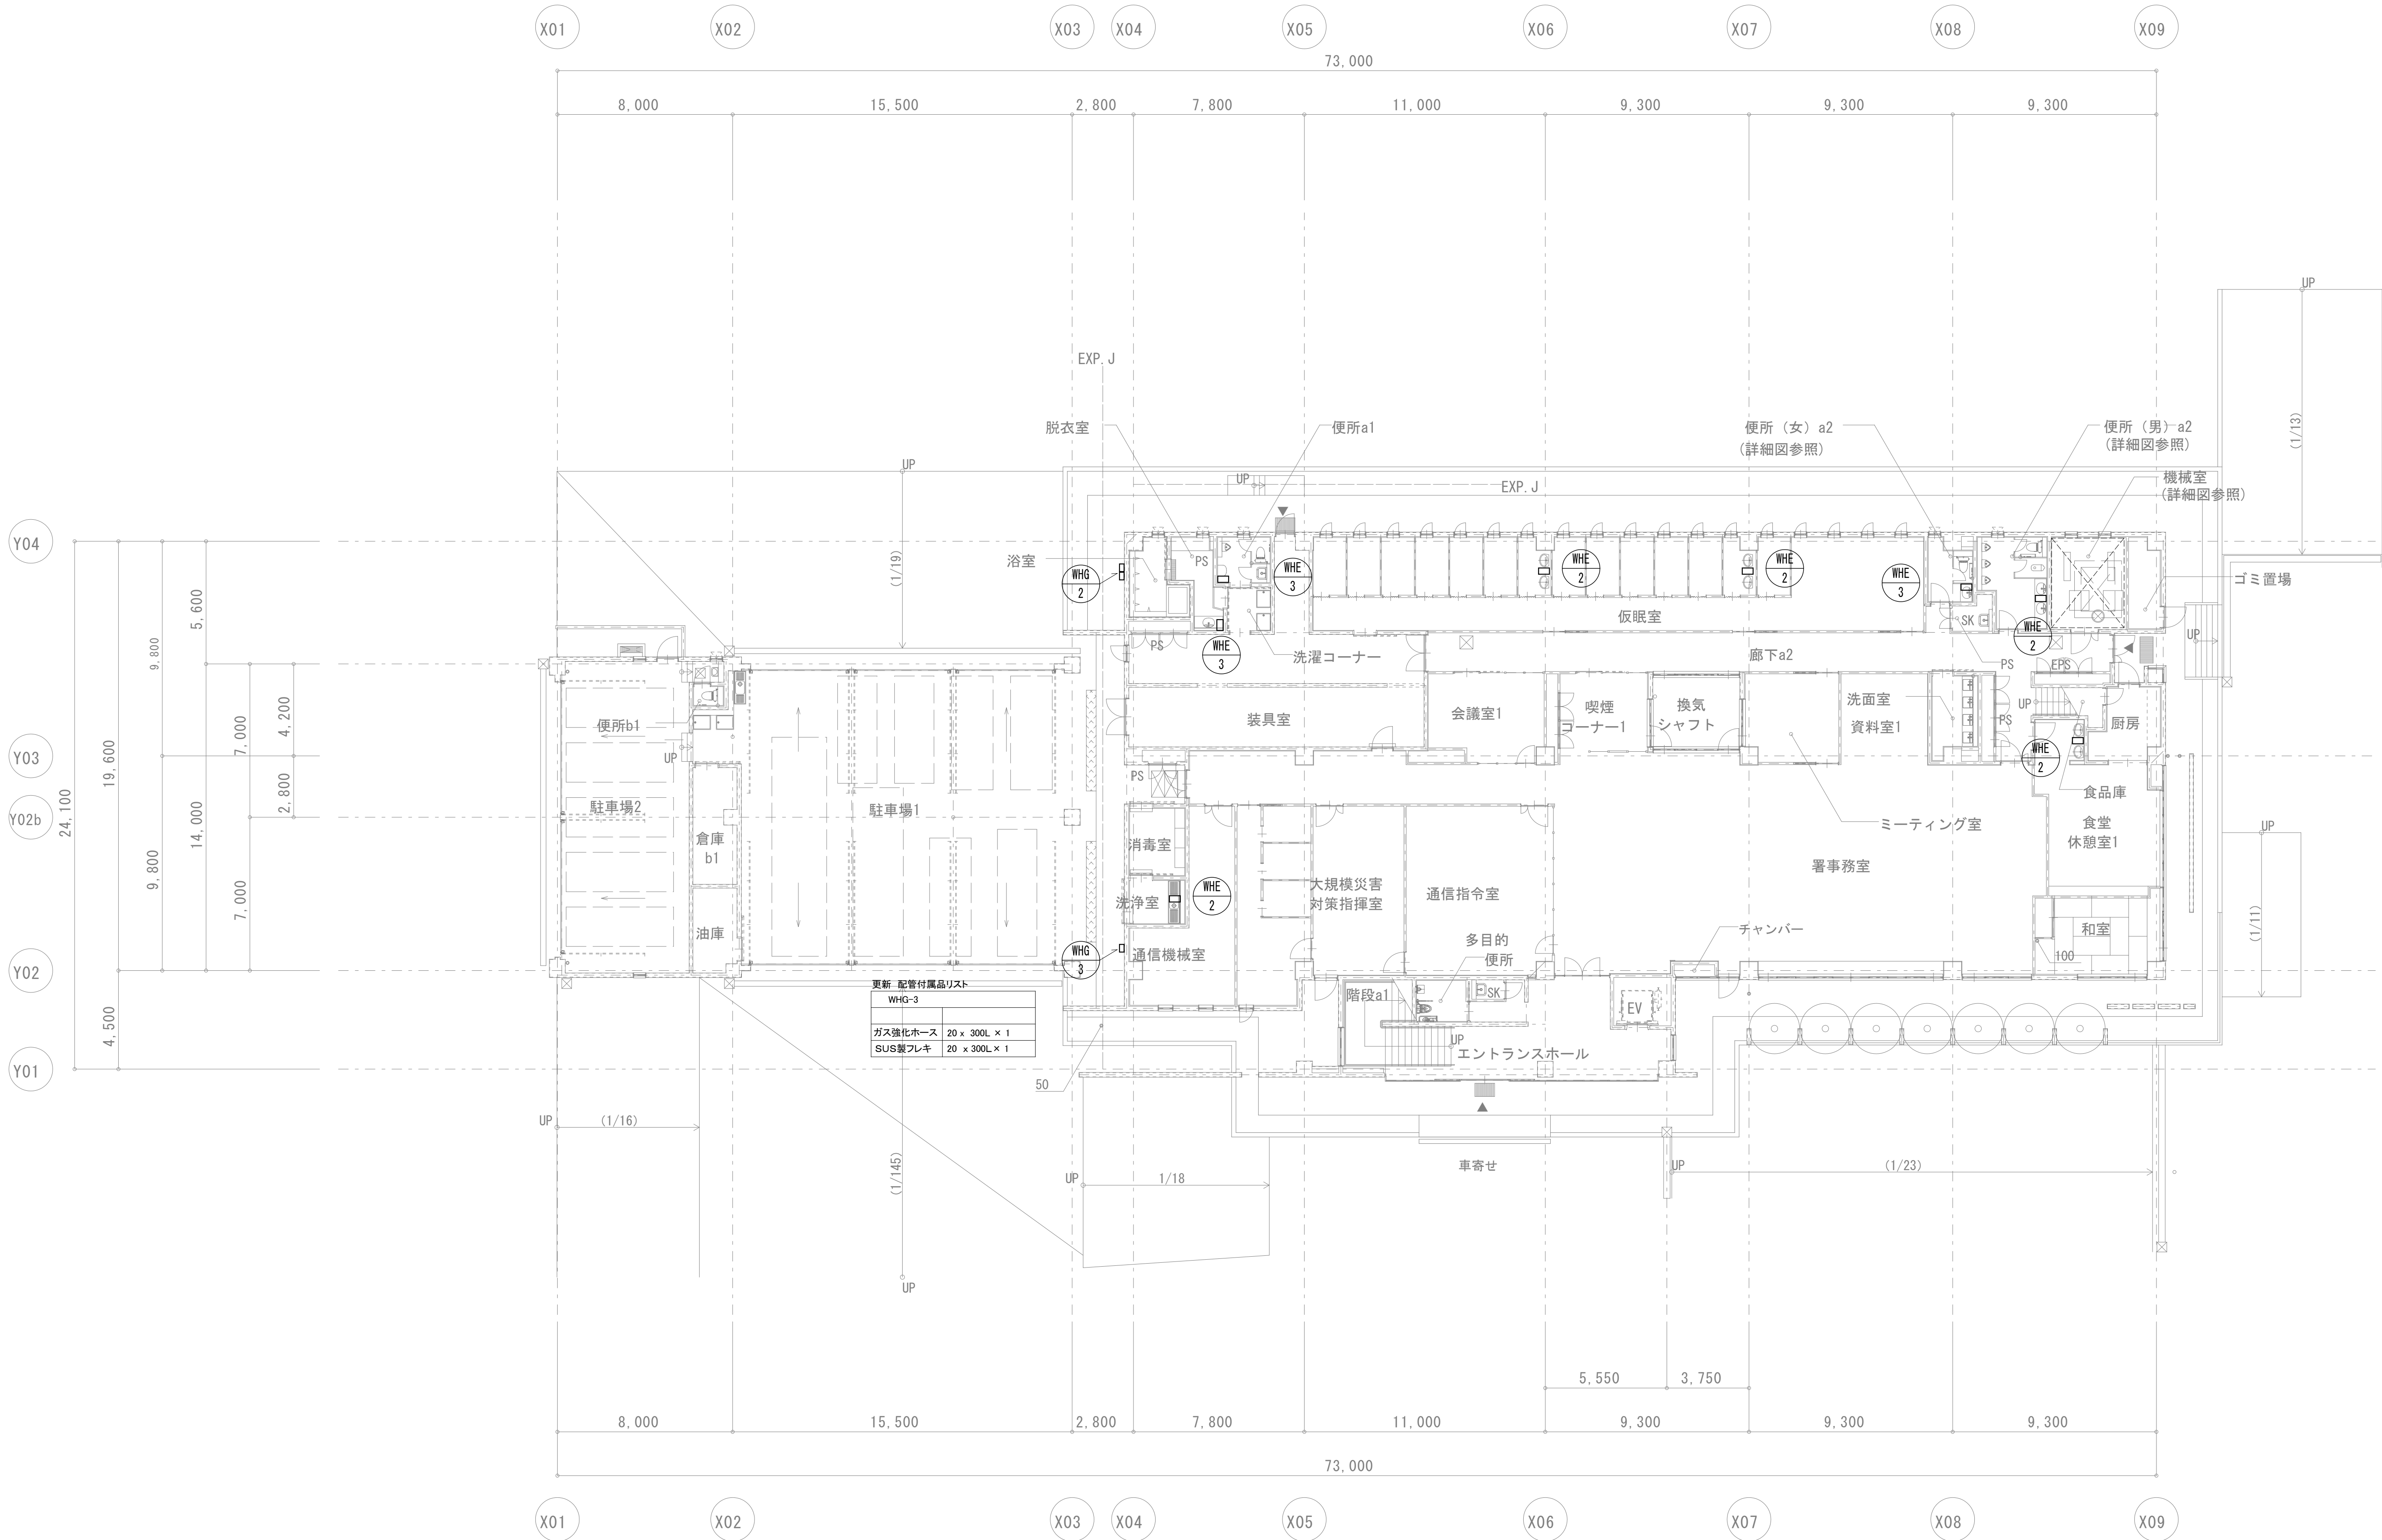 X01 X02 X03 X04 X05 X06 X07 X08 X09
73,000
8,000 15,500 2,800 7,800 11,000 9,300 9,300 9,300
UP
(1/13)
EXP.J
脱衣室
便所a1
便所（女）a2
(詳細図参照)
便所（男）a2
(詳細図参照)
機械室
(詳細図参照)
UP
UP
EXP.J
Y04
浴室
(1/19)
PS
WHG
2
WHE
3
WHE
2
WHE
2
WHE
3
ゴミ置場
5,600
9,800
仮眠室
SK
WHE
2
UP
PS
WHE
3
洗濯コーナー
廊下a2
PS
EPS
4,200
7,000
便所b1
装具室
会議室1
喫煙
コーナー1
換気
シャフト
洗面室
資料室1
UP
PS
厨房
19,600
Y03
UP
WHE
2
PS
2,800
24,100
14,000
食品庫
Y02b
駐車場2
駐車場1
ミーティング室
食堂
休憩室1
UP
倉庫
b1
消毒室
署事務室
9,800
7,000
大規模災害
対策指揮室
通信指令室
WHE
2
洗浄室
(1/11)
油庫
チャンバー
和室
多目的
便所
100
WHG
3
通信機械室
Y02
更新 配管付属品リスト
WHG-3
ガス強化ホース 20 x 300L × 1
SUS製フレキ 20 x 300L× 1
階段a1
SK
EV
4,500
UP
エントランスホール
Y01
50
UP
(1/16)
(1/145)
UP
1/18
車寄せ
UP
(1/23)
UP
5,550 3,750
8,000 15,500 2,800 7,800 11,000 9,300 9,300 9,300
73,000
X01 X02 X03 X04 X05 X06 X07 X08 X09